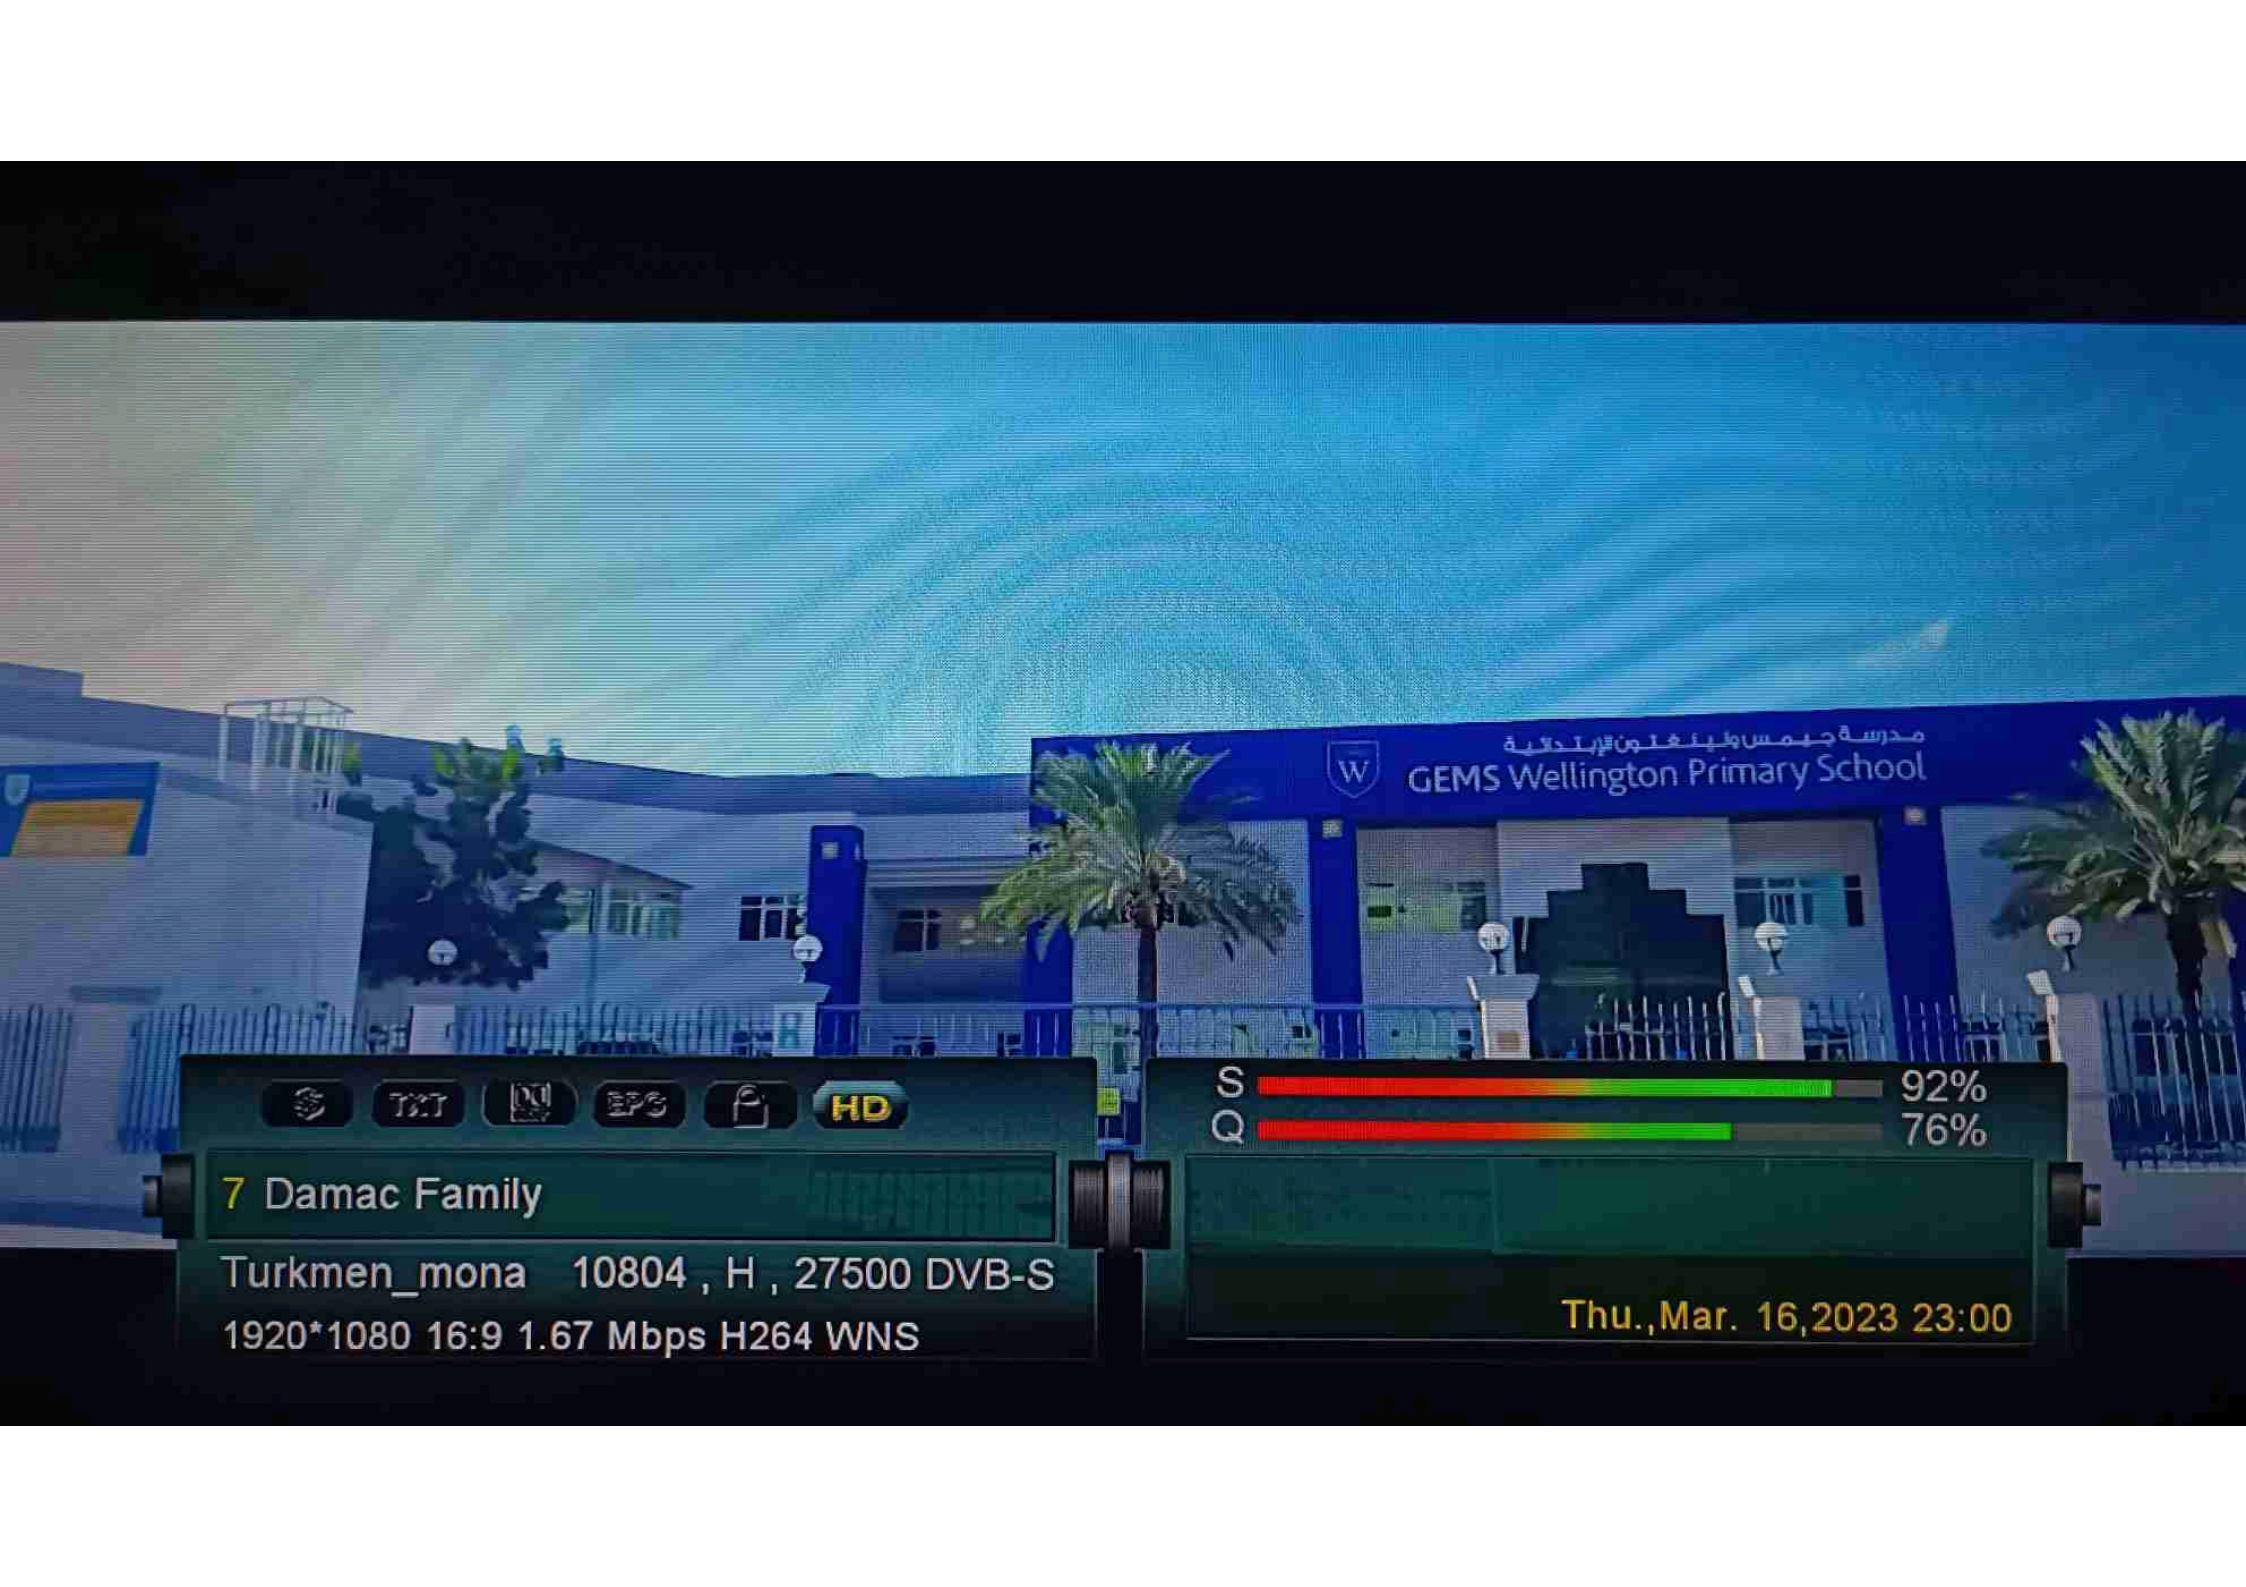 مدرسة جيمس ولينغتون الإبتدائية
W
GEMS Wellington Primary School
TXT
EPG
HD
S 92%
Q 76%
7 Damac Family
Turkmen_mona 10804 , H , 27500 DVB-S
1920*1080 16:9 1.67 Mbps H264 WNS
Thu.,Mar. 16,2023 23:00